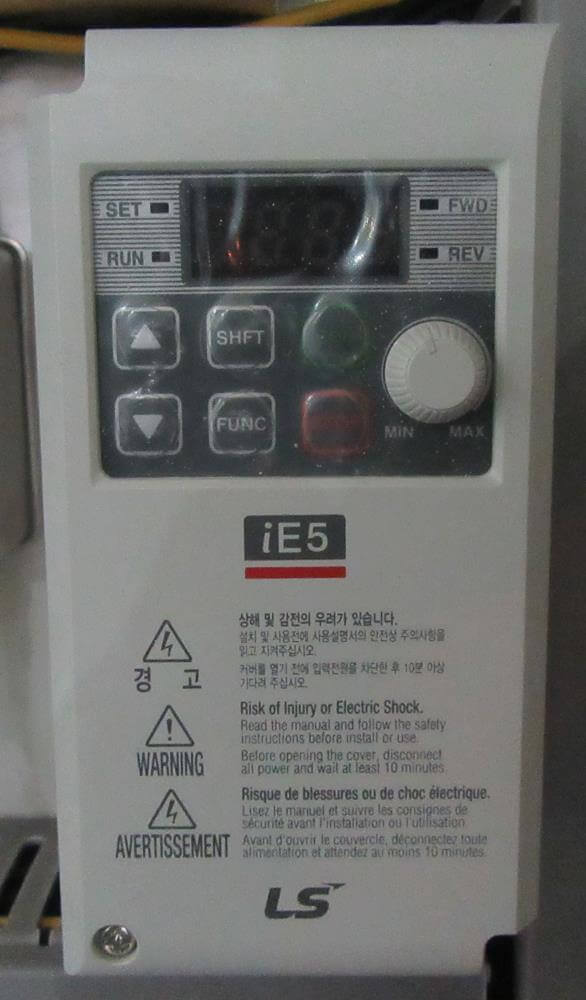 SET
FWD
RUN
REV
SHFT
FUNC
MIN
MAX
iE5
상해 및 감전의 우려가 있습니다.
설치 및 사용전에 사용설명서의 안전상 주의사항을
읽고 지켜주십시오.
커버를 열기 전에 입력전원을 차단한 후 10분 이상
기다려 주십시오.
경 고
Risk of Injury or Electric Shock.
Read the manual and follow the safety
instructions before install or use.
Before opening the cover, disconnect
all power and wait at least 10 minutes.
WARNING
Risque de blessures ou de choc électrique.
Lisez le manuel et suivre les consignes de
sécurité avant l'installation ou l'utilisation.
Avant d'ouvrir le couvercle, déconnectez toute
alimentation et attendez au moins 10 minutes.
AVERTISSEMENT
LS